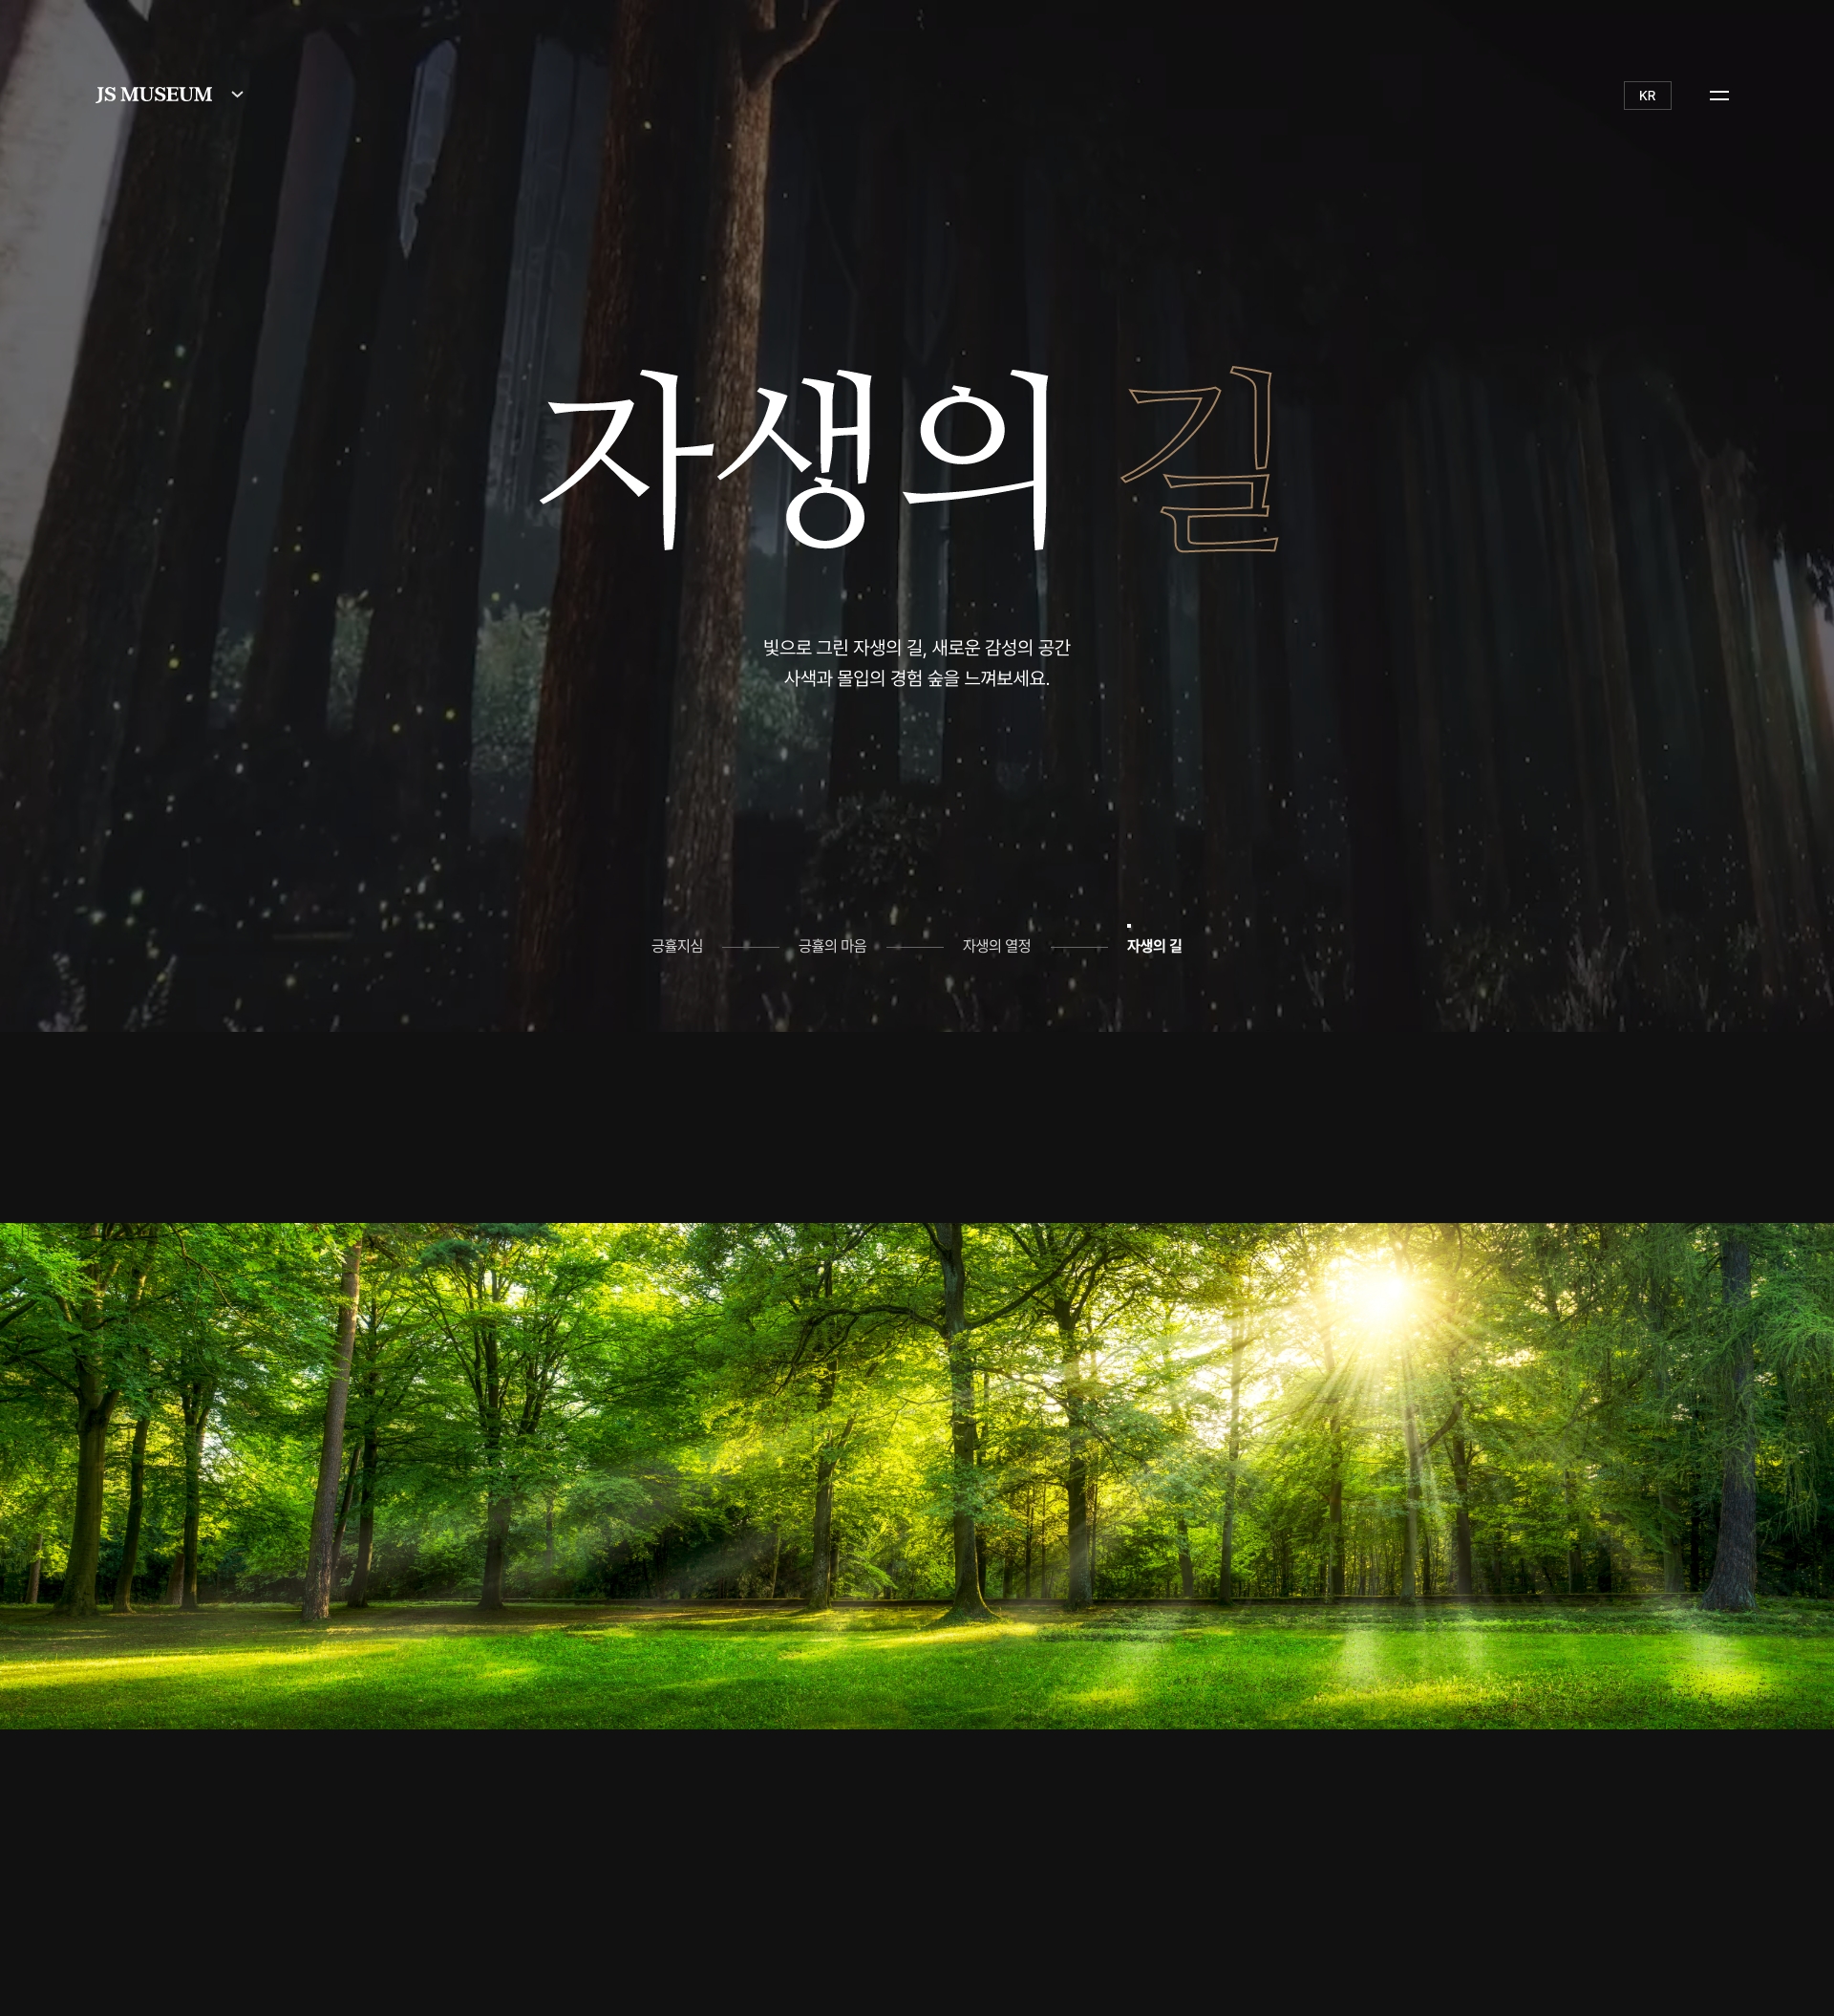 JS MUSEUM
KR
자생의 길
빛으로 그린 자생의 길, 새로운 감성의 공간
사색과 몰입의 경험 숲을 느껴보세요.
긍휼지심 긍휼의 마음 자생의 열정 자생의 길